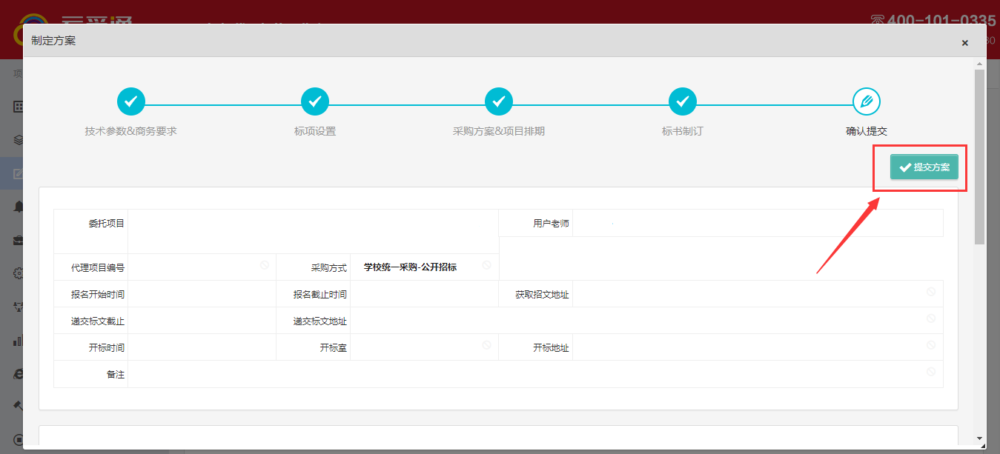 400-101-0335
制定方案
×
30
项
技术参数&商务要求
标项设置
采购方案&项目排期
标书制订
确认提交
提交方案
委托项目
用户老师
代理项目编号
采购方式
学校统一采购-公开招标
报名开始时间
报名截止时间
获取招文地址
递交标文截止
递交标文地址
开标时间
开标室
开标地址
备注